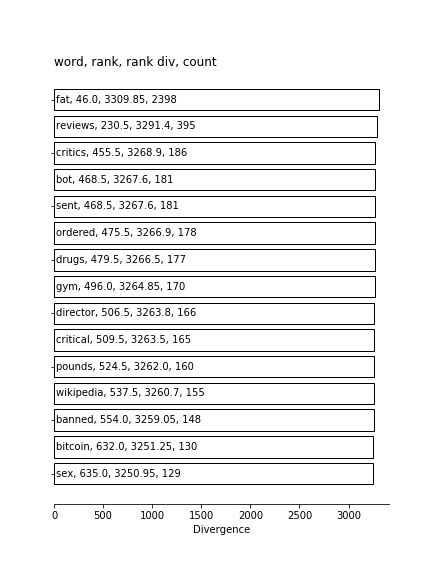 word, rank, rank div, count
fat, 46.0, 3309.85, 2398
reviews, 230.5, 3291.4, 395
critics, 455.5, 3268.9, 186
bot, 468.5, 3267.6, 181
sent, 468.5, 3267.6, 181
ordered, 475.5, 3266.9, 178
drugs, 479.5, 3266.5, 177
gym, 496.0, 3264.85, 170
director, 506.5, 3263.8, 166
critical, 509.5, 3263.5, 165
pounds, 524.5, 3262.0, 160
wikipedia, 537.5, 3260.7, 155
banned, 554.0, 3259.05, 148
bitcoin, 632.0, 3251.25, 130
sex, 635.0, 3250.95, 129
0 500 1000 1500 2000 2500 3000
Divergence